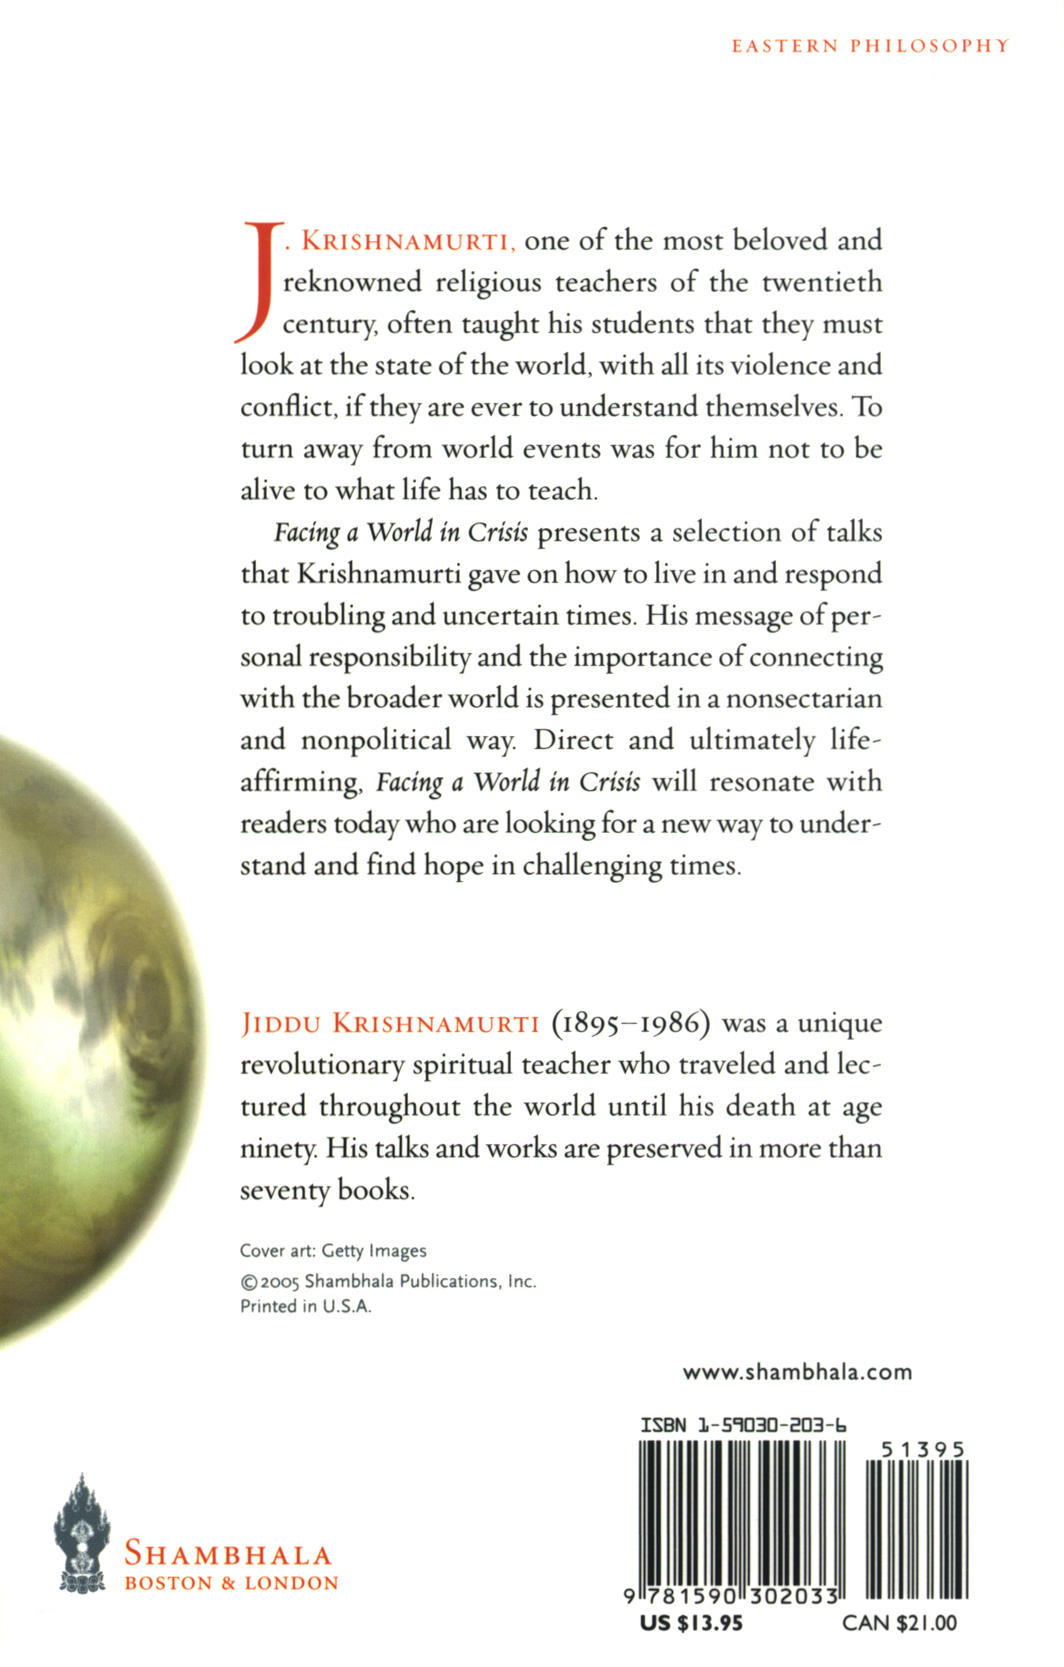 EASTERN PHILOSOPHY
J. KRISHNAMURTI, one of the most beloved and
reknowned religious teachers of the twentieth
century, often taught his students that they must
look at the state of the world, with all its violence and
conflict, if they are ever to understand themselves. To
turn away from world events was for him not to be
alive to what life has to teach.
Facing a World in Crisis presents a selection of talks
that Krishnamurti gave on how to live in and respond
to troubling and uncertain times. His message of per-
sonal responsibility and the importance of connecting
with the broader world is presented in a nonsectarian
and nonpolitical way. Direct and ultimately life-
affirming, Facing a World in Crisis will resonate with
readers today who are looking for a new way to under-
stand and find hope in challenging times.
JIDDU KRISHNAMURTI (1895–1986) was a unique
revolutionary spiritual teacher who traveled and lec-
tured throughout the world until his death at age
ninety. His talks and works are preserved in more than
seventy books.
Cover art: Getty Images
©2005 Shambhala Publications, Inc.
Printed in U.S.A.
www.shambhala.com
ISBN 1-59030-203-6
51395
9 781590 302033
US $13.95 CAN $21.00
SHAMBHALA
BOSTON & LONDON